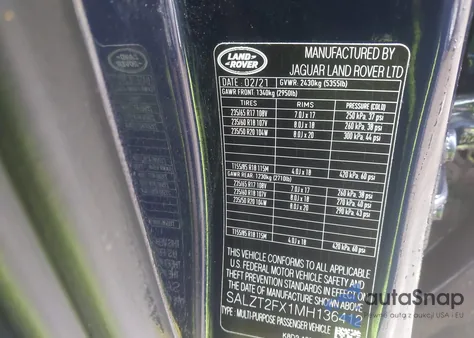 LAND ROVER
MANUFACTURED BY
JAGUAR LAND ROVER LTD
DATE 02/21 GVWR. 2430kg (5355lb)
GAWR FRONT: 1340kg (2950lb)
TIRES RIMS PRESSURE (COLD)
235/65 R17 108V 7.0J x 17 250 kPa, 37 psi
235/60 R18 107V 8.0J x 18 260 kPa, 38 psi
235/50 R20 104W 8.0J x 20 300 kPa, 44 psi
T155/85 R18 115M 4.0J x 18 420 kPa, 60 psi
GAWR REAR: 1230kg (2710lb)
235/65 R17 108V 7.0J x 17 260 kPa, 38 psi
235/60 R18 107V 8.0J x 18 270 kPa, 40 psi
235/50 R20 104W 8.0J x 20 290 kPa, 43 psi
T155/85 R18 115M 4.0J x 18 420 kPa, 60 psi
THIS VEHICLE CONFORMS TO ALL APPLICABLE
U.S FEDERAL MOTOR VEHICLE SAFETY AND
THEFT PREVENTION STANDARDS IN EFFECT ON
THE DATE OF MANUFACTURE SHOWN ABOVE
SALZT2FX1MH136412
TYPE: MULTI-PURPOSE PASSENGER VEHICLE
autoSnap
Pewne auta z aukcji USA i EU